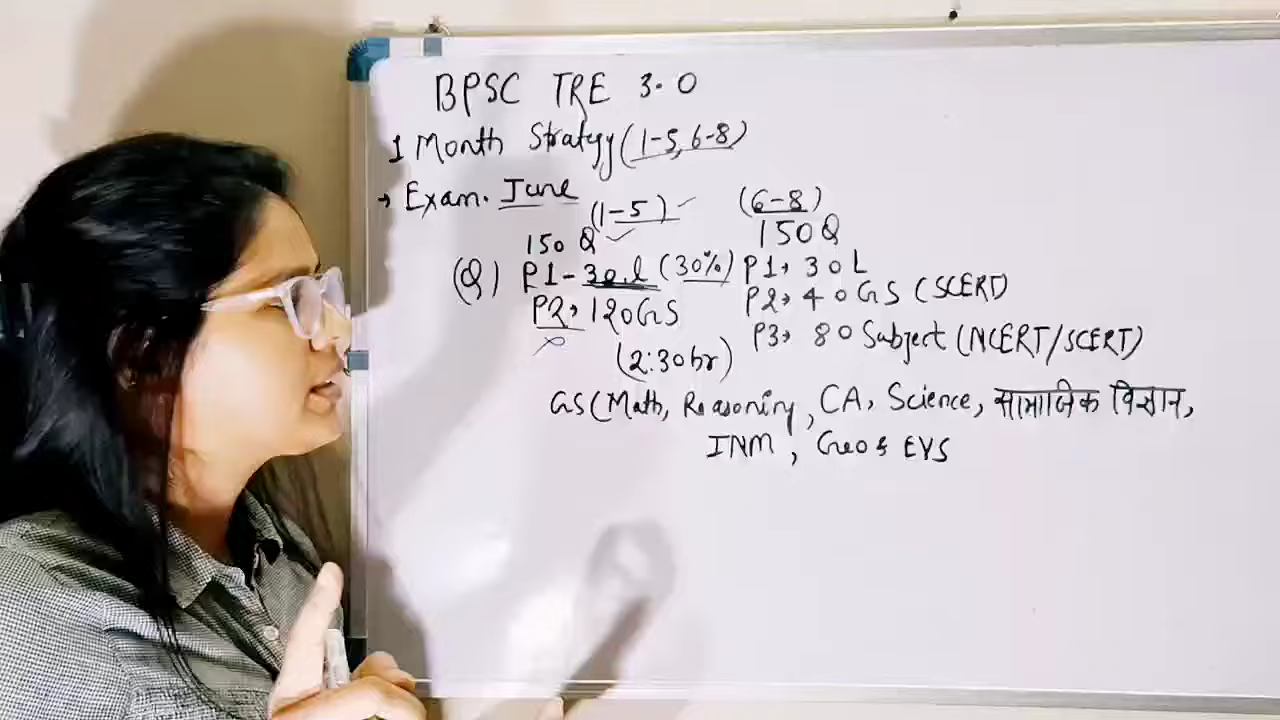 BPSC TRE 3.0
1 Month Strategy (1-5, 6-8)
→ Exam. June
(1-5) ✓ (6-8)
150 Q ✓ 150 Q
(Q) P1 - 30 L (30%) P1→ 30 L
P2→ 120 GS P2→ 40 GS (SCERT)
P3→ 80 Subject (NCERT/SCERT)
(2:30 hr)
GS (Math, Reasoning, CA, Science, सामाजिक विज्ञान,
INM, Geo & EVS